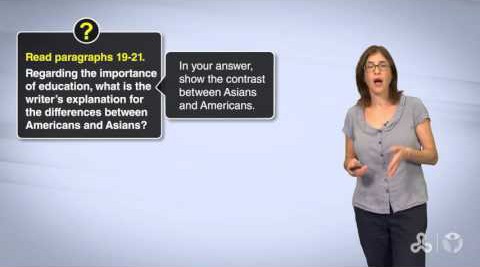 ?
Read paragraphs 19-21.
Regarding the importance
of education, what is the
writer's explanation for
the differences between
Americans and Asians?
In your answer,
show the contrast
between Asians
and Americans.